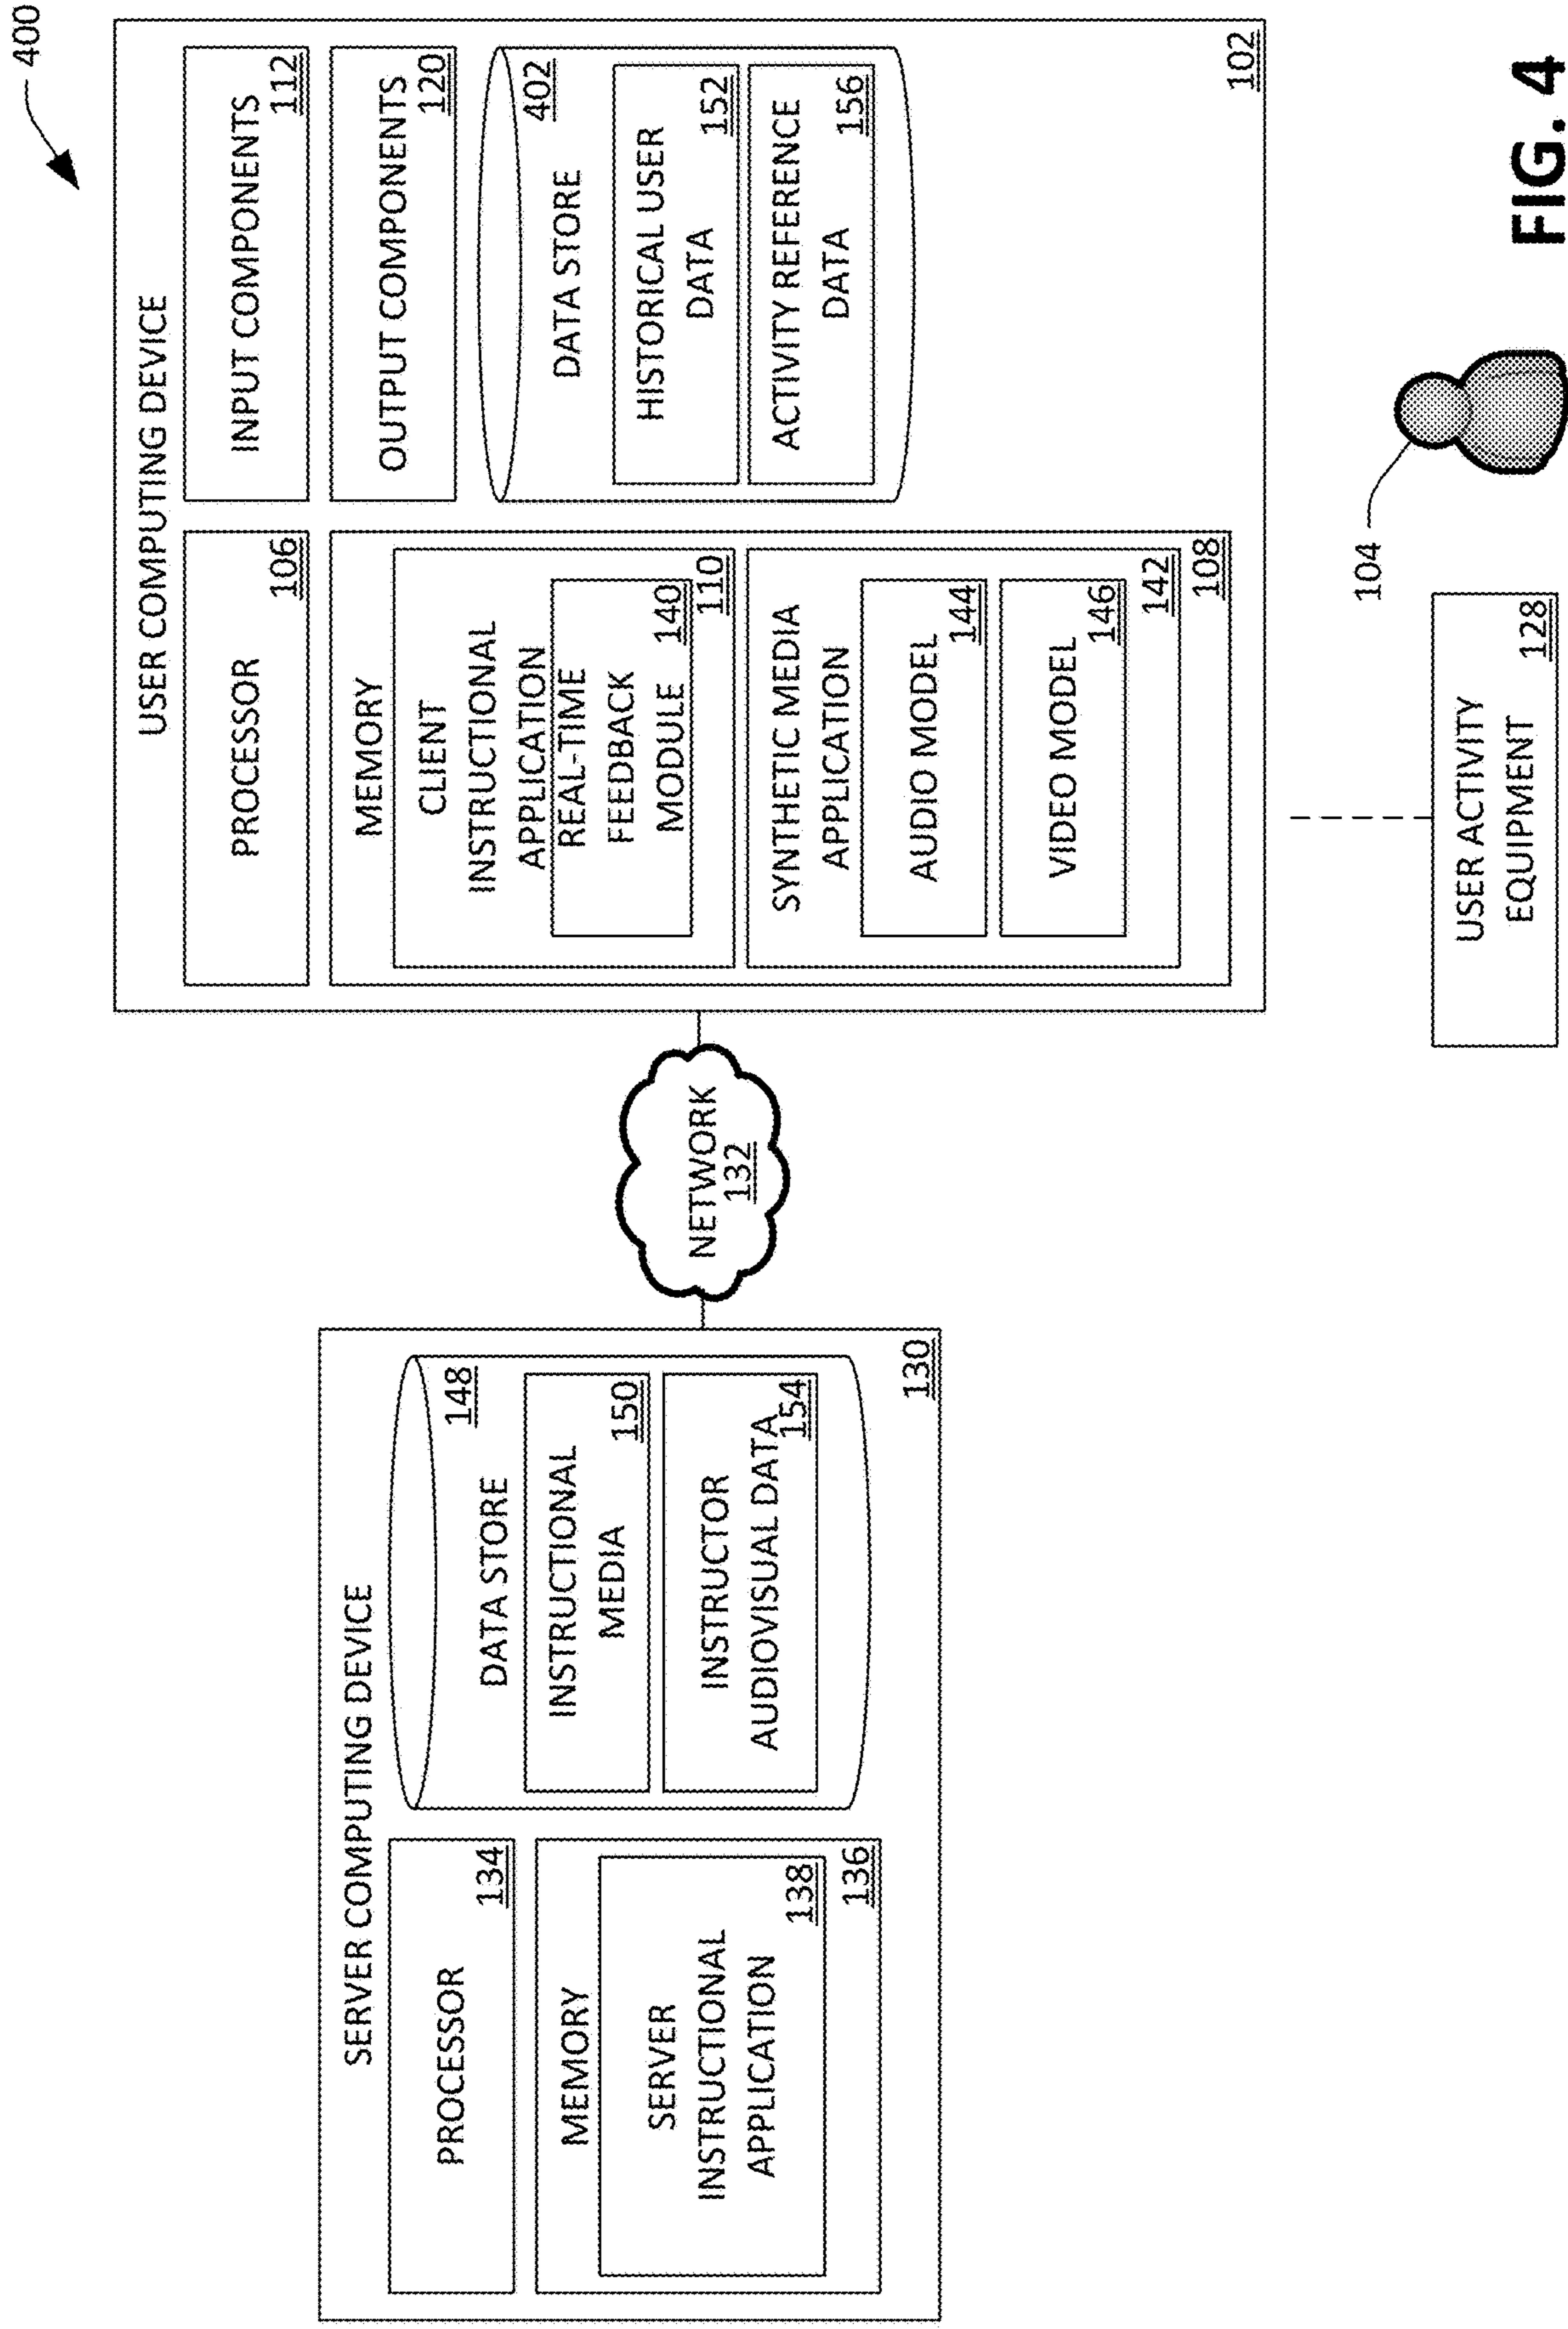 400
SERVER COMPUTING DEVICE
PROCESSOR
134
MEMORY
SERVER
INSTRUCTIONAL
APPLICATION
138
136
148
DATA STORE
INSTRUCTIONAL
MEDIA
150
INSTRUCTOR
AUDIOVISUAL DATA
154
130
NETWORK
132
USER COMPUTING DEVICE
PROCESSOR
106
MEMORY
CLIENT
INSTRUCTIONAL
APPLICATION
REAL-TIME
FEEDBACK
MODULE
140
110
SYNTHETIC MEDIA
APPLICATION
AUDIO MODEL
144
VIDEO MODEL
146
142
108
INPUT COMPONENTS
112
OUTPUT COMPONENTS
120
402
DATA STORE
HISTORICAL USER
DATA
152
ACTIVITY REFERENCE
DATA
156
102
USER ACTIVITY
EQUIPMENT
128
104
FIG. 4